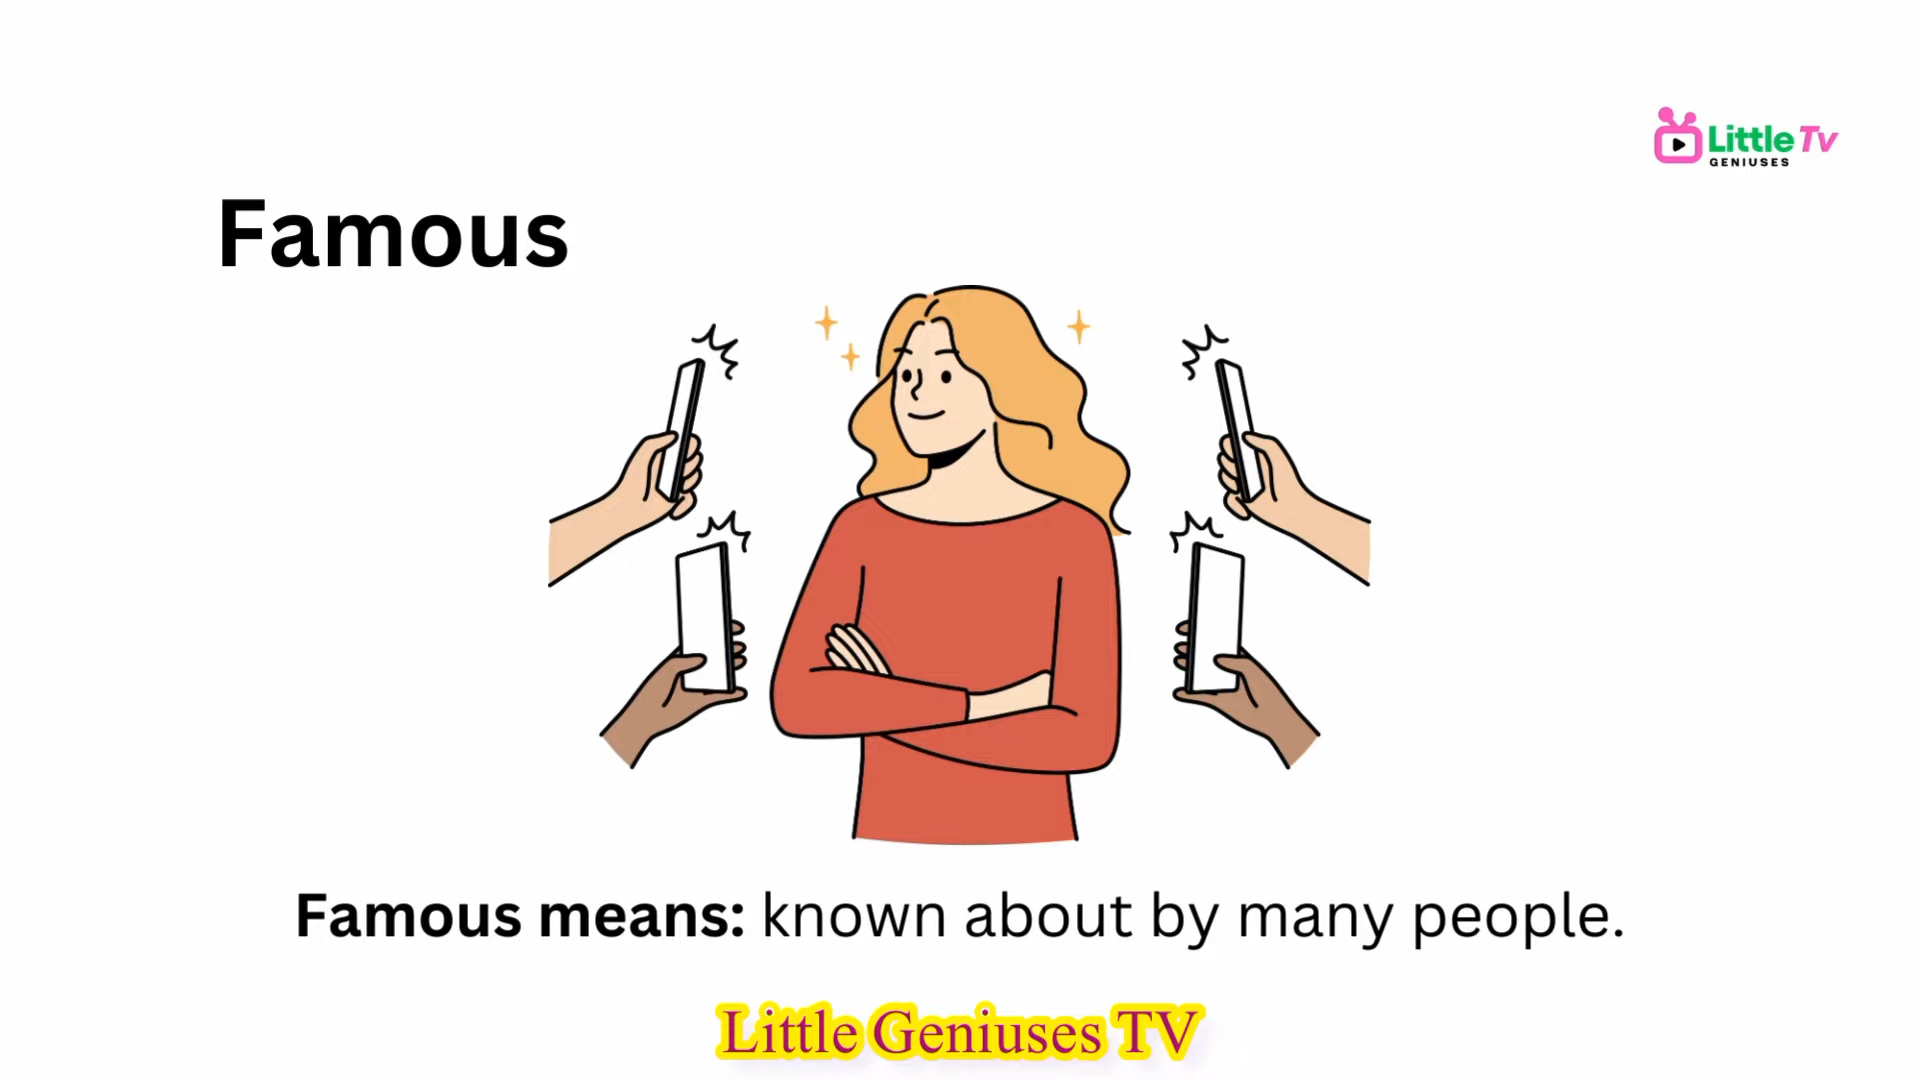 Little Tv
GENIUSES
Famous
Famous means: known about by many people.
Little Geniuses TV